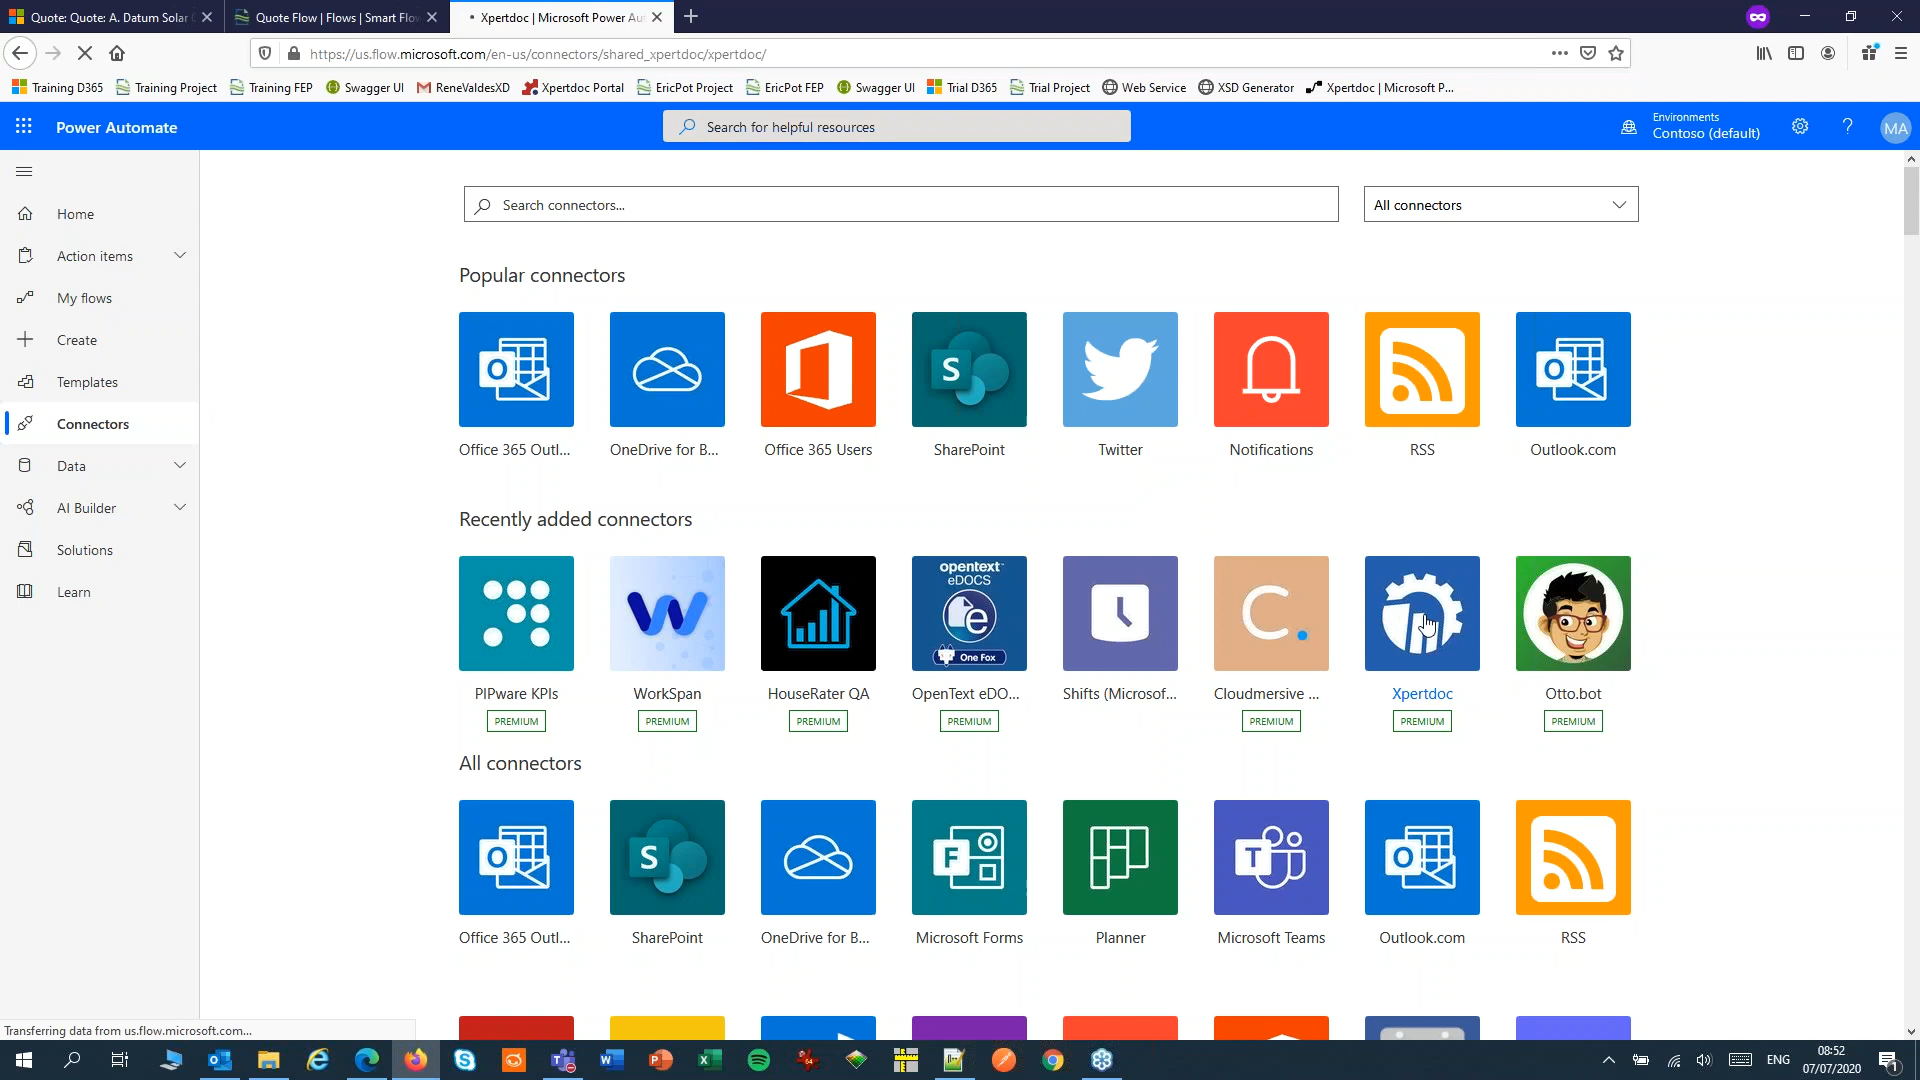 Quote: Quote: A. Datum Solar
Quote Flow | Flows | Smart Flo
Xpertdoc | Microsoft Power Au
https://us.flow.microsoft.com/en-us/connectors/shared_xpertdoc/xpertdoc/
Training D365
Training Project
Training FEP
Swagger UI
ReneValdesXD
Xpertdoc Portal
EricPot Project
EricPot FEP
Swagger UI
Trial D365
Trial Project
Web Service
XSD Generator
Xpertdoc | Microsoft P...
Power Automate
Search for helpful resources
Environments
Contoso (default)
MA
Home
Action items
My flows
Create
Templates
Connectors
Data
AI Builder
Solutions
Learn
Search connectors...
All connectors
Popular connectors
Office 365 Outl...
OneDrive for B...
Office 365 Users
SharePoint
Twitter
Notifications
RSS
Outlook.com
Recently added connectors
opentext™
eDOCS
One Fox
PIPware KPIs
WorkSpan
HouseRater QA
OpenText eDO...
Shifts (Microsof...
Cloudmersive ...
Xpertdoc
Otto.bot
PREMIUM
PREMIUM
PREMIUM
PREMIUM
PREMIUM
PREMIUM
PREMIUM
All connectors
Office 365 Outl...
SharePoint
OneDrive for B...
Microsoft Forms
Planner
Microsoft Teams
Outlook.com
RSS
Transferring data from us.flow.microsoft.com...
ENG
08:52
07/07/2020
1